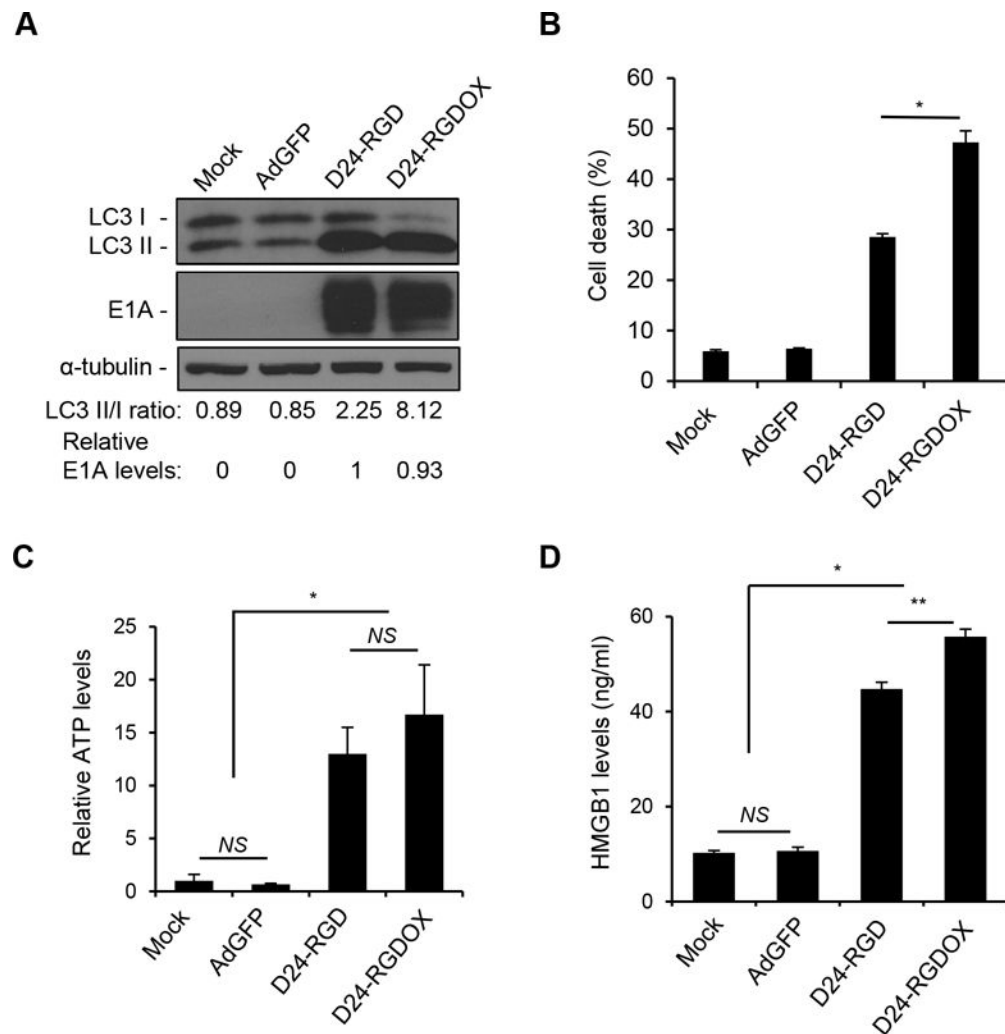 A
Mock
AdGFP
D24-RGD
D24-RGDOX
LC3 I -
LC3 II -
E1A -
α-tubulin -
LC3 II/I ratio: 0.89 0.85 2.25 8.12
Relative
E1A levels: 0 0 1 0.93
B
Cell death (%)
60
50
40
30
20
10
0
*
Mock
AdGFP
D24-RGD
D24-RGDOX
C
Relative ATP levels
25
20
15
10
5
0
*
NS
NS
Mock
AdGFP
D24-RGD
D24-RGDOX
D
HMGB1 levels (ng/ml)
60
40
20
0
*
**
NS
Mock
AdGFP
D24-RGD
D24-RGDOX